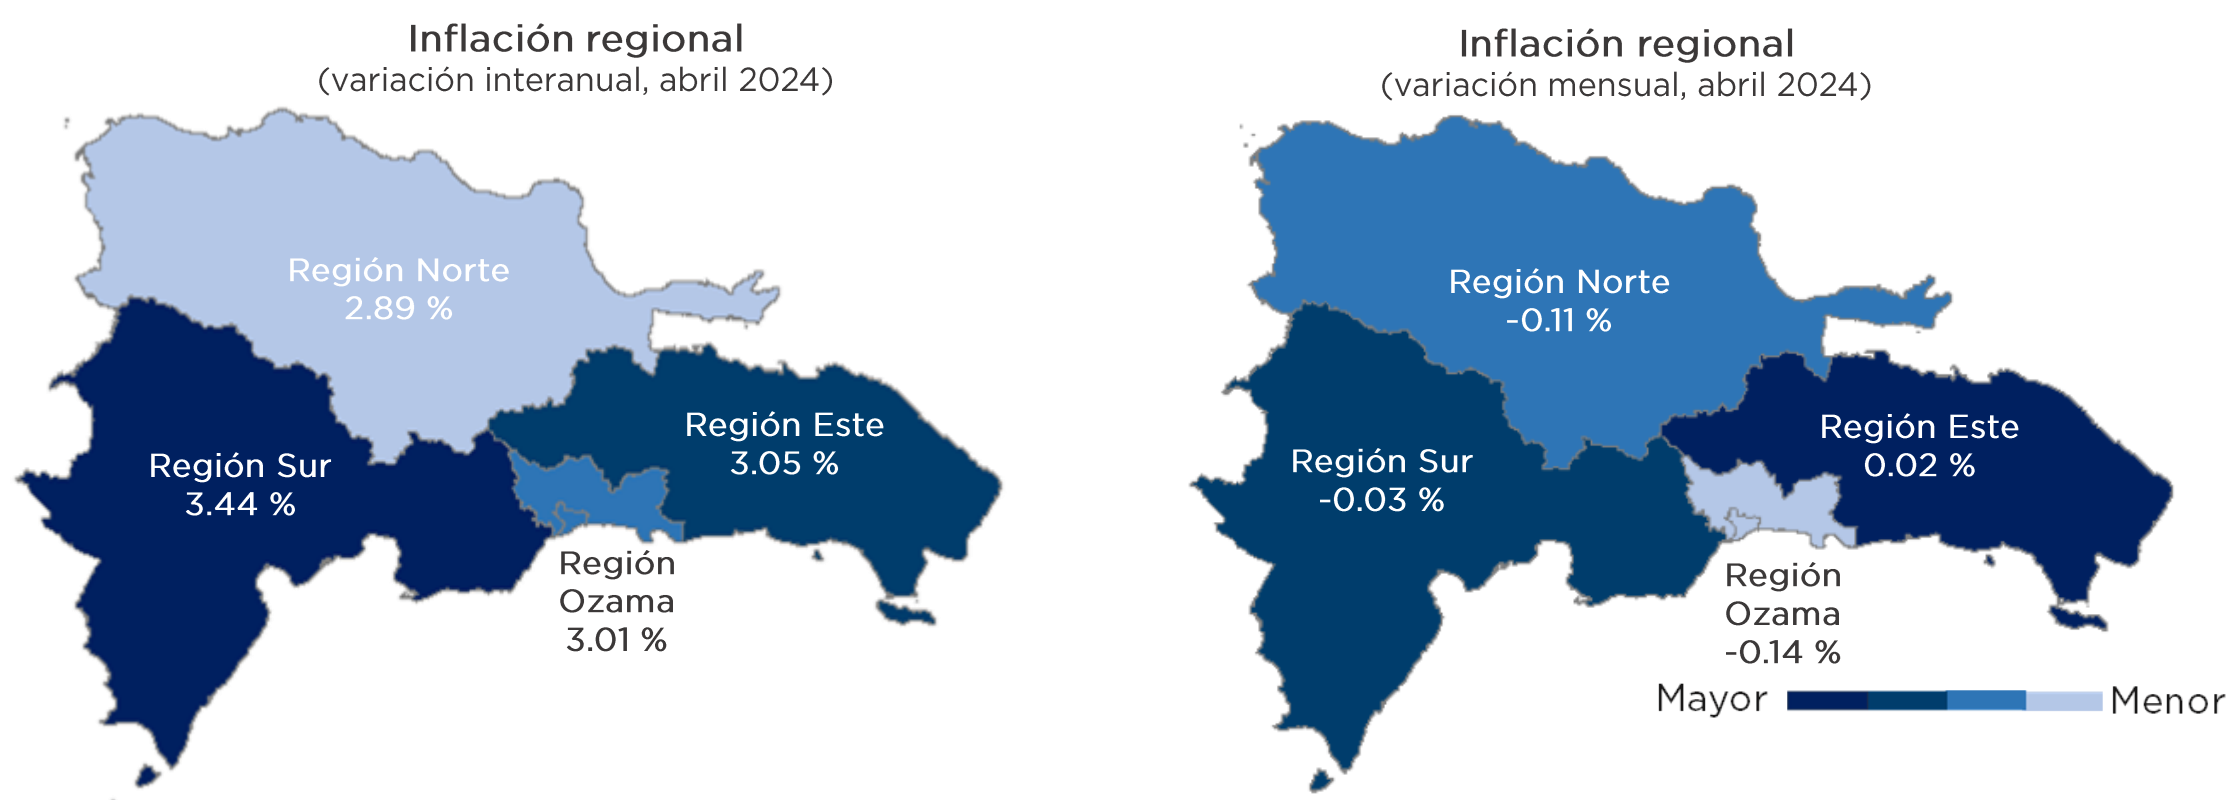 Inflación regional
(variación interanual, abril 2024)
Región Norte
2.89 %
Región Este
3.05 %
Región Sur
3.44 %
Región
Ozama
3.01 %
Inflación regional
(variación mensual, abril 2024)
Región Norte
-0.11 %
Región Este
0.02 %
Región Sur
-0.03 %
Región
Ozama
-0.14 %
Mayor
Menor